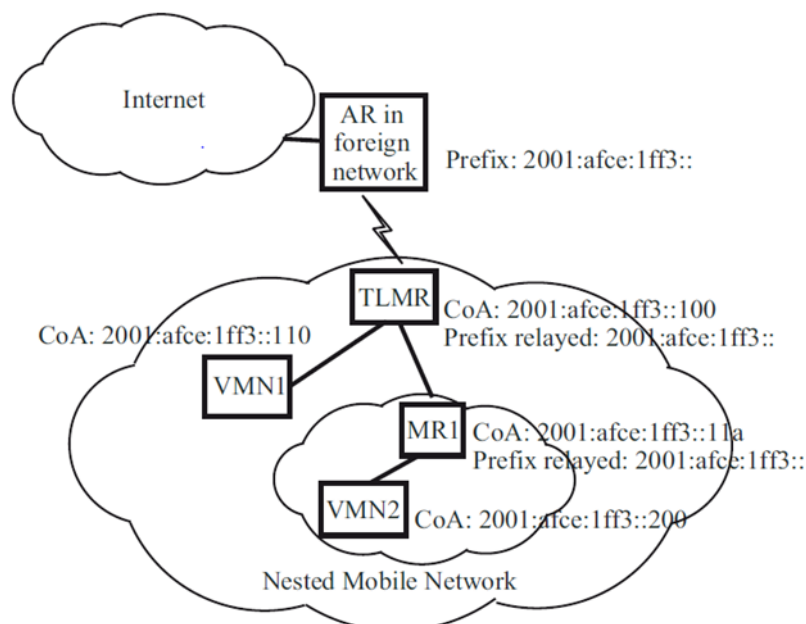 Internet
AR in
foreign
network
Prefix: 2001:afce:1ff3::
TLMR
CoA: 2001:afce:1ff3::100
Prefix relayed: 2001:afce:1ff3::
CoA: 2001:afce:1ff3::110
VMN1
MR1
CoA: 2001:afce:1ff3::11a
Prefix relayed: 2001:afce:1ff3::
VMN2
CoA: 2001:afce:1ff3::200
Nested Mobile Network